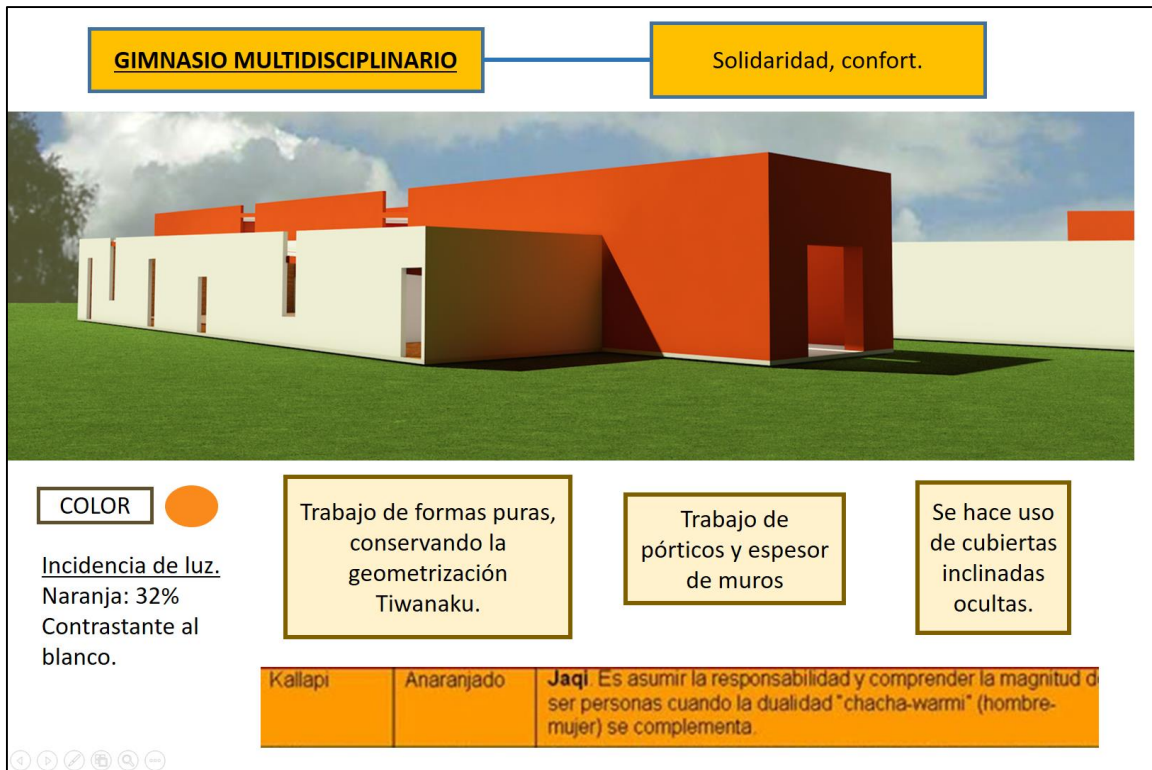 GIMNASIO MULTIDISCIPLINARIO
Solidaridad, confort.
COLOR
Incidencia de luz.
Naranja: 32%
Contrastante al
blanco.
Trabajo de formas puras,
conservando la
geometrización
Tiwanaku.
Trabajo de
pórticos y espesor
de muros
Se hace uso
de cubiertas
inclinadas
ocultas.
Kallapi
Anaranjado
Jaqi. Es asumir la responsabilidad y comprender la magnitud d
ser personas cuando la dualidad "chacha-warmi" (hombre-
mujer) se complementa.